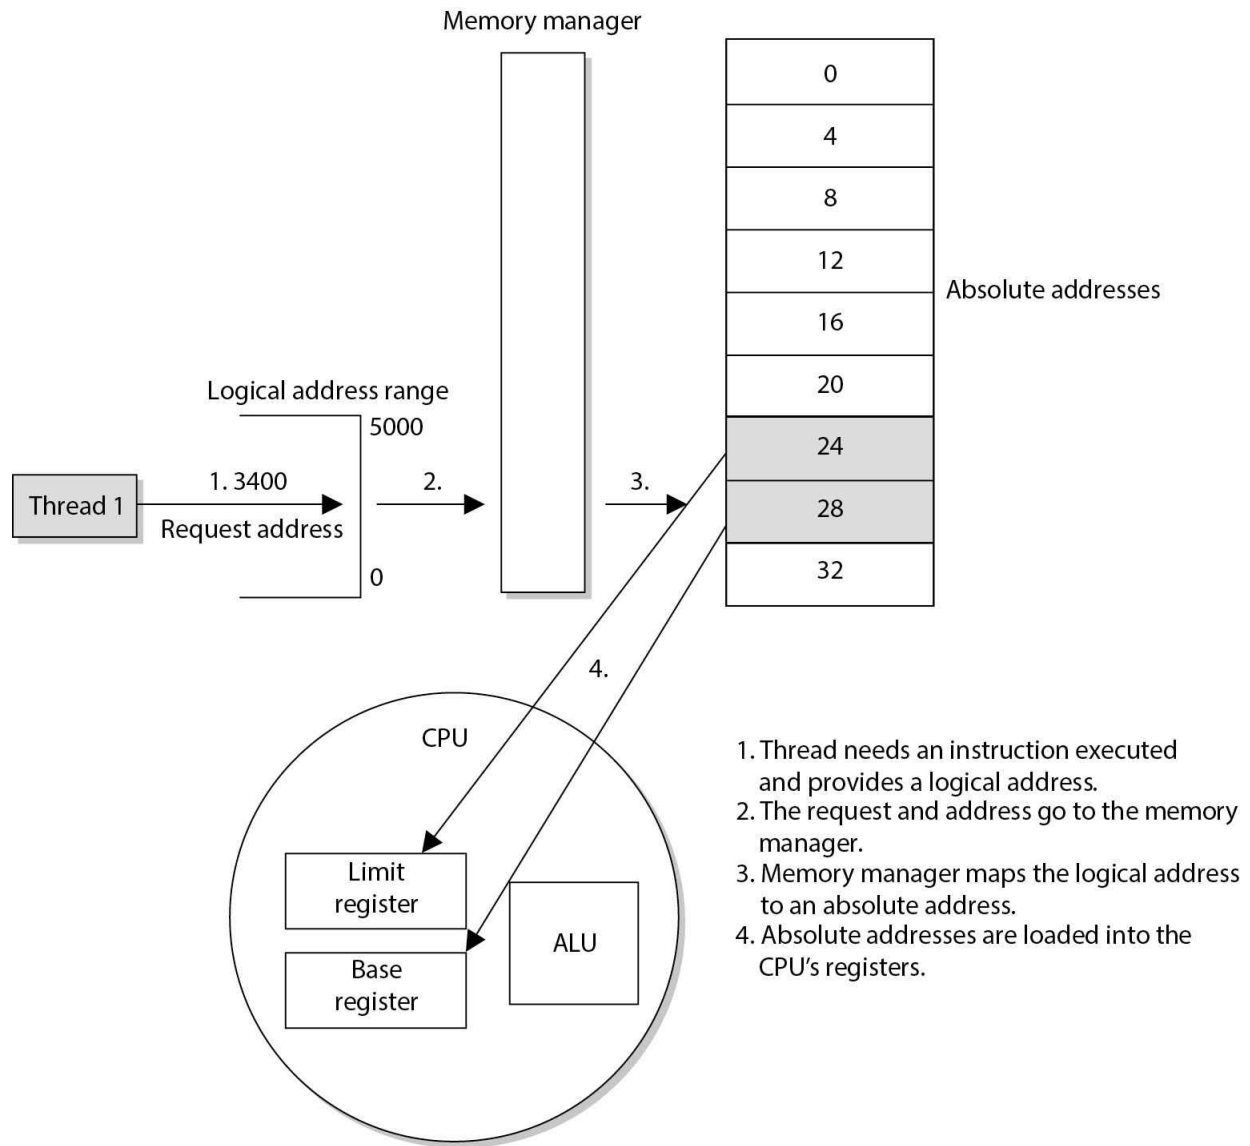 Memory manager
0
4
8
12
16
20
24
28
32
Absolute addresses
Logical address range
5000
0
Thread 1
1. 3400
Request address
2.
3.
4.
CPU
Limit
register
Base
register
ALU
1. Thread needs an instruction executed
and provides a logical address.
2. The request and address go to the memory
manager.
3. Memory manager maps the logical address
to an absolute address.
4. Absolute addresses are loaded into the
CPU’s registers.